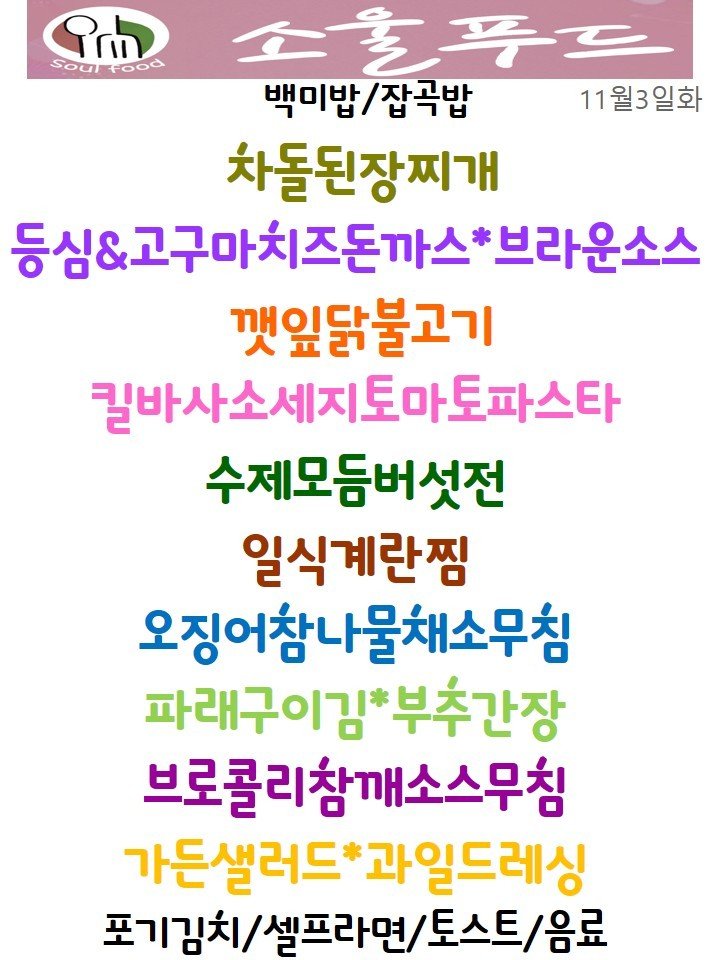 Soul food
소울푸드
백미밥/잡곡밥
11월3일화
차돌된장찌개
등심&고구마치즈돈까스*브라운소스
깻잎닭불고기
킬바사소세지토마토파스타
수제모듬버섯전
일식계란찜
오징어참나물채소무침
파래구이김*부추간장
브로콜리참깨소스무침
가든샐러드*과일드레싱
포기김치/셀프라면/토스트/음료